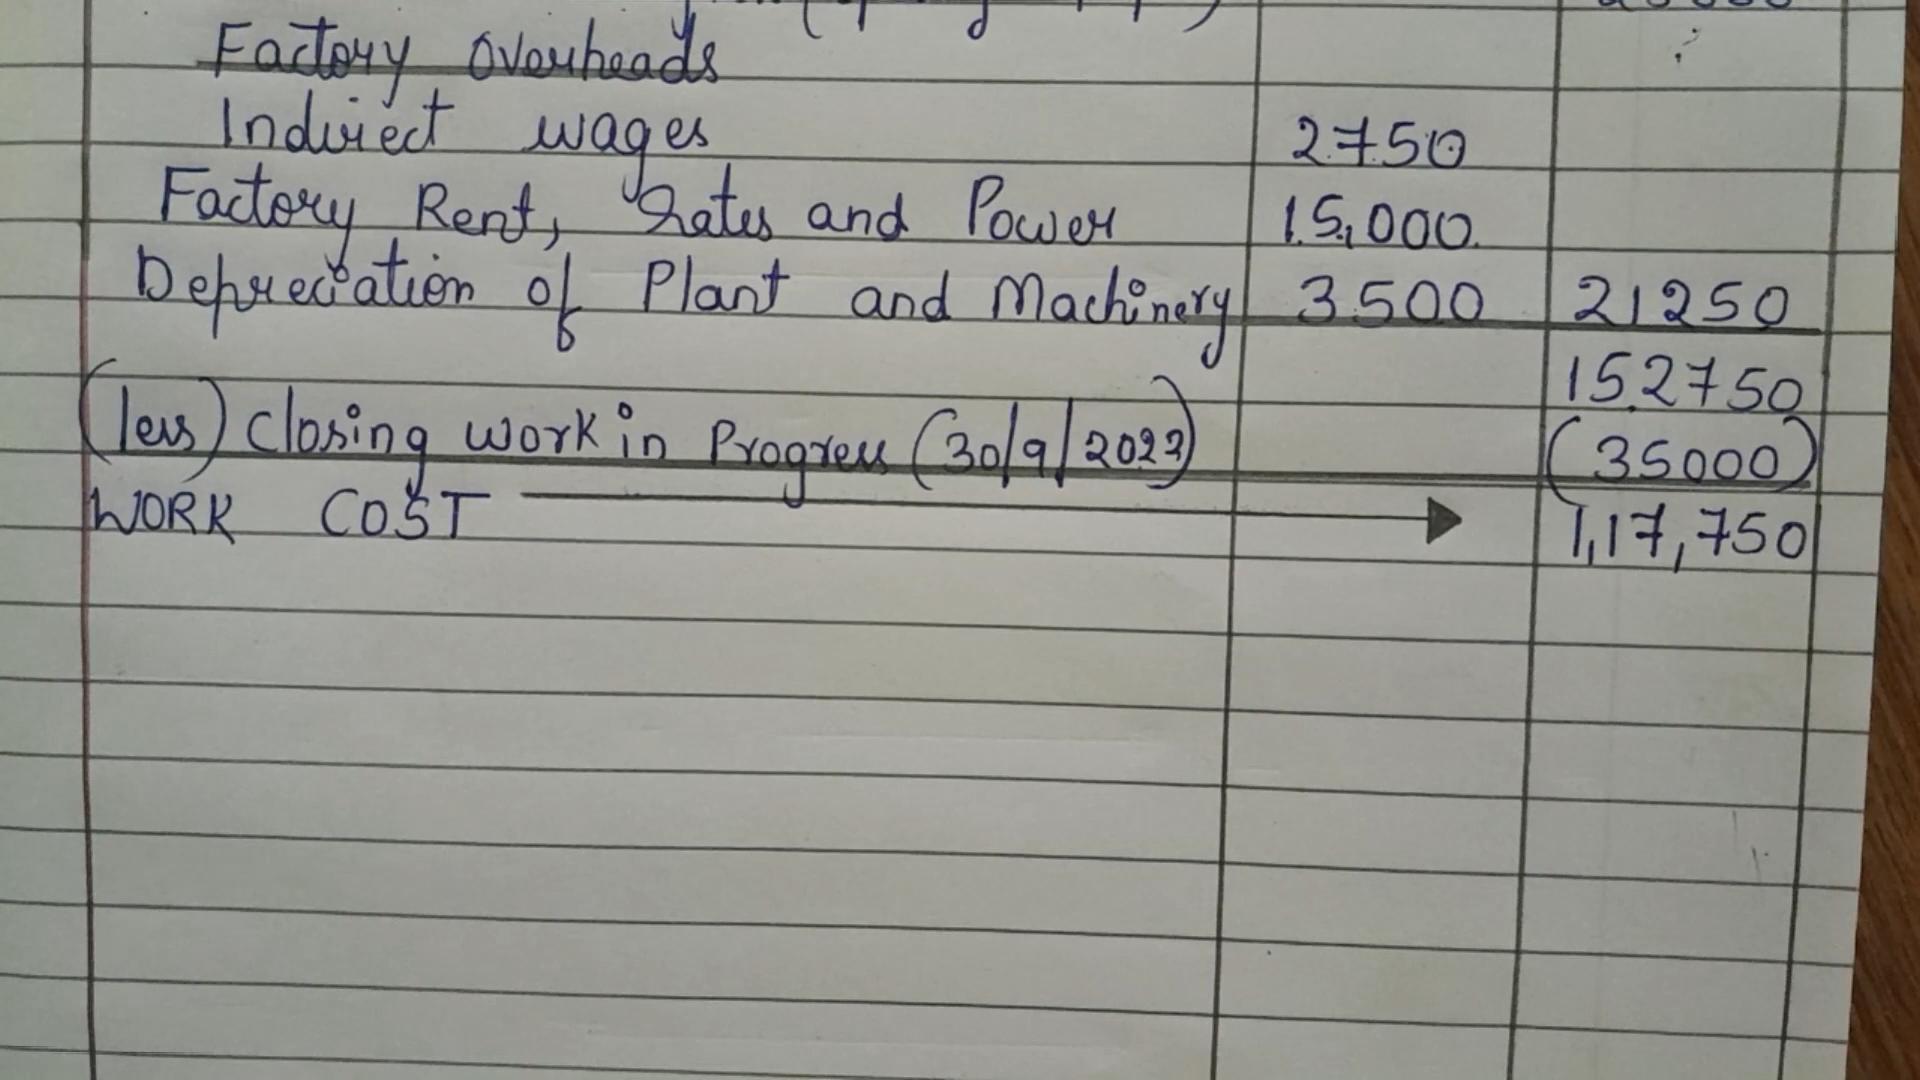 Factory Overheads
Indirect wages 2750
Factory Rent, Rates and Power 15,000
Depreciation of Plant and Machinery 3500 21250
152750
(less) Closing work in Progress (30/9/2022) (35000)
WORK COST 1,17,750